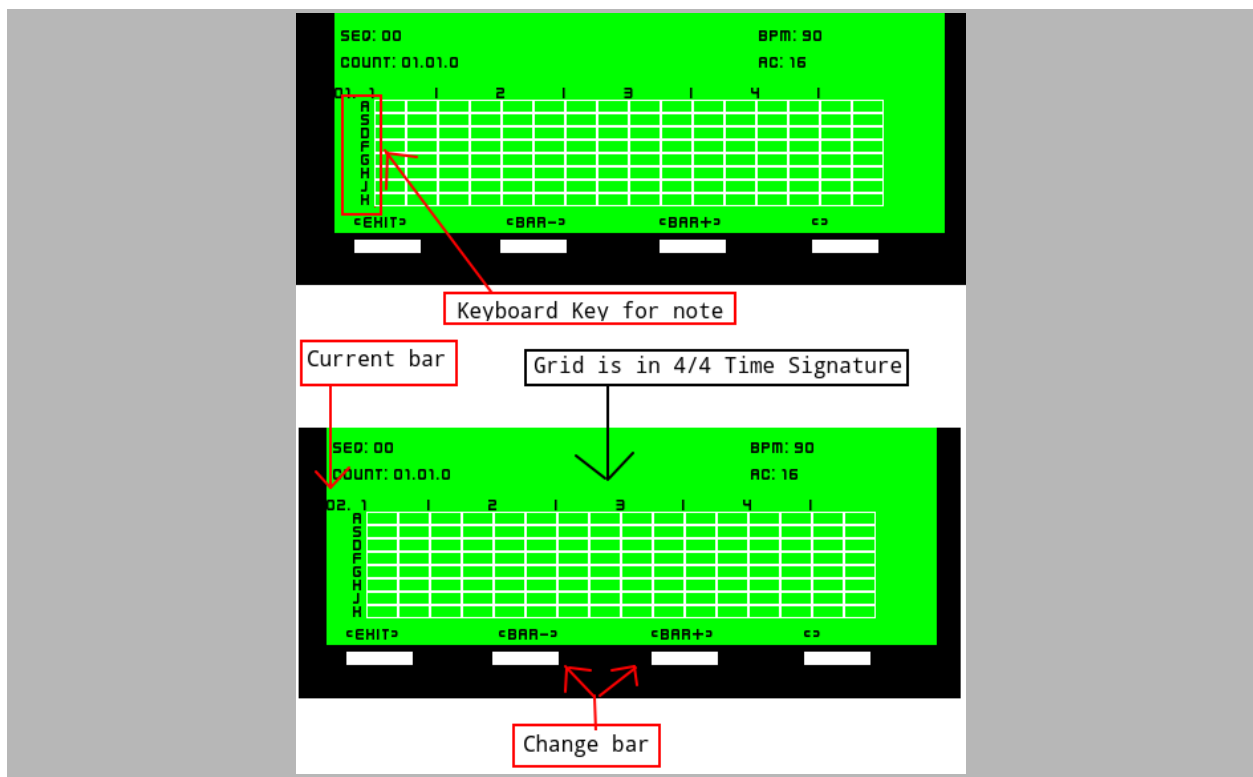 SEQ: 00 BPM: 90
COUNT: 01.01.0 AC: 16
01. 1 | 2 | 3 | 4 |
A
S
D
F
G
H
J
K
<EXIT> <BAR-> <BAR+> <>
Keyboard Key for note
Current bar
Grid is in 4/4 Time Signature
SEQ: 00 BPM: 90
COUNT: 01.01.0 AC: 16
02. 1 | 2 | 3 | 4 |
A
S
D
F
G
H
J
K
<EXIT> <BAR-> <BAR+> <>
Change bar